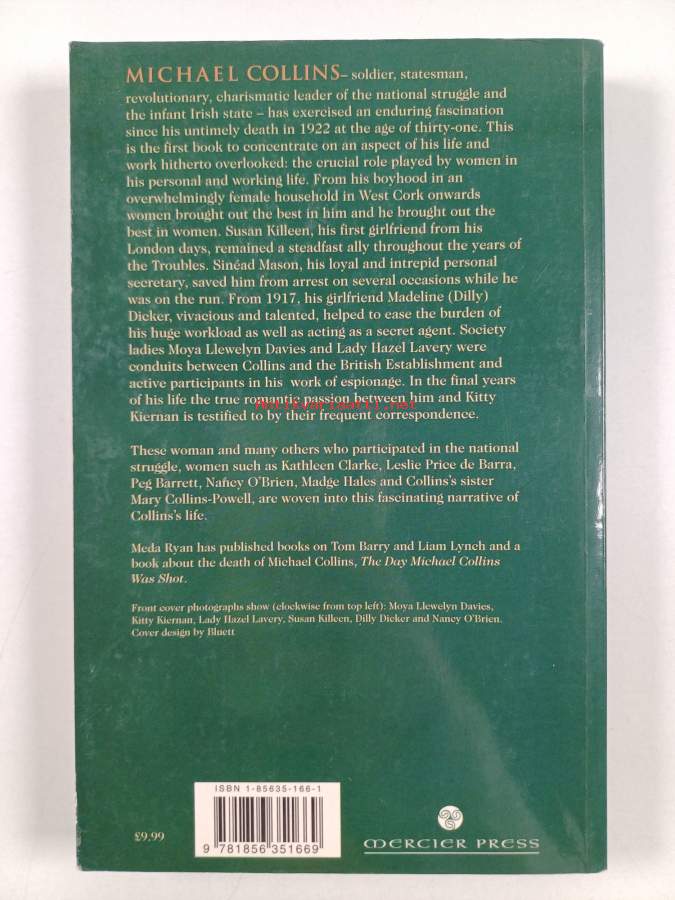 MICHAEL COLLINS – soldier, statesman,
revolutionary, charismatic leader of the national struggle and
the infant Irish state – has exercised an enduring fascination
since his untimely death in 1922 at the age of thirty-one. This
is the first book to concentrate on an aspect of his life and
work hitherto overlooked: the crucial role played by women in
his personal and working life. From his boyhood in an
overwhelmingly female household in West Cork onwards
women brought out the best in him and he brought out the
best in women. Susan Killeen, his first girlfriend from his
London days, remained a steadfast ally throughout the years of
the Troubles. Sinéad Mason, his loyal and intrepid personal
secretary, saved him from arrest on several occasions while he
was on the run. From 1917, his girlfriend Madeline (Dilly)
Dicker, vivacious and talented, helped to ease the burden of
his huge workload as well as acting as a secret agent. Society
ladies Moya Llewelyn Davies and Lady Hazel Lavery were
conduits between Collins and the British Establishment and
active participants in his work of espionage. In the final years
of his life the true romantic passion between him and Kitty
Antikvariaatti.net
Kiernan is testified to by their frequent correspondence.
These woman and many others who participated in the national
struggle, women such as Kathleen Clarke, Leslie Price de Barra,
Peg Barrett, Nancy O'Brien, Madge Hales and Collins's sister
Mary Collins-Powell, are woven into this fascinating narrative of
Collins's life.
Meda Ryan has published books on Tom Barry and Liam Lynch and a
book about the death of Michael Collins, The Day Michael Collins
Was Shot.
Front cover photographs show (clockwise from top left): Moya Llewelyn Davies,
Kitty Kiernan, Lady Hazel Lavery, Susan Killeen, Dilly Dicker and Nancy O'Brien.
Cover design by Bluett
ISBN 1-85635-166-1
£9.99
9 781856 351669
MERCIER PRESS